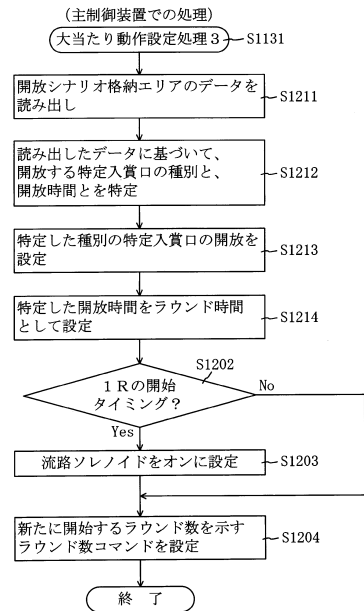 (主制御装置での処理)
大当たり動作設定処理3
S1131
開放シナリオ格納エリアのデータを
読み出し
S1211
読み出したデータに基づいて、
開放する特定入賞口の種別と、
開放時間とを特定
S1212
特定した種別の特定入賞口の開放を
設定
S1213
特定した開放時間をラウンド時間
として設定
S1214
S1202
1Rの開始
タイミング?
No
Yes
流路ソレノイドをオンに設定
S1203
新たに開始するラウンド数を示す
ラウンド数コマンドを設定
S1204
終 了